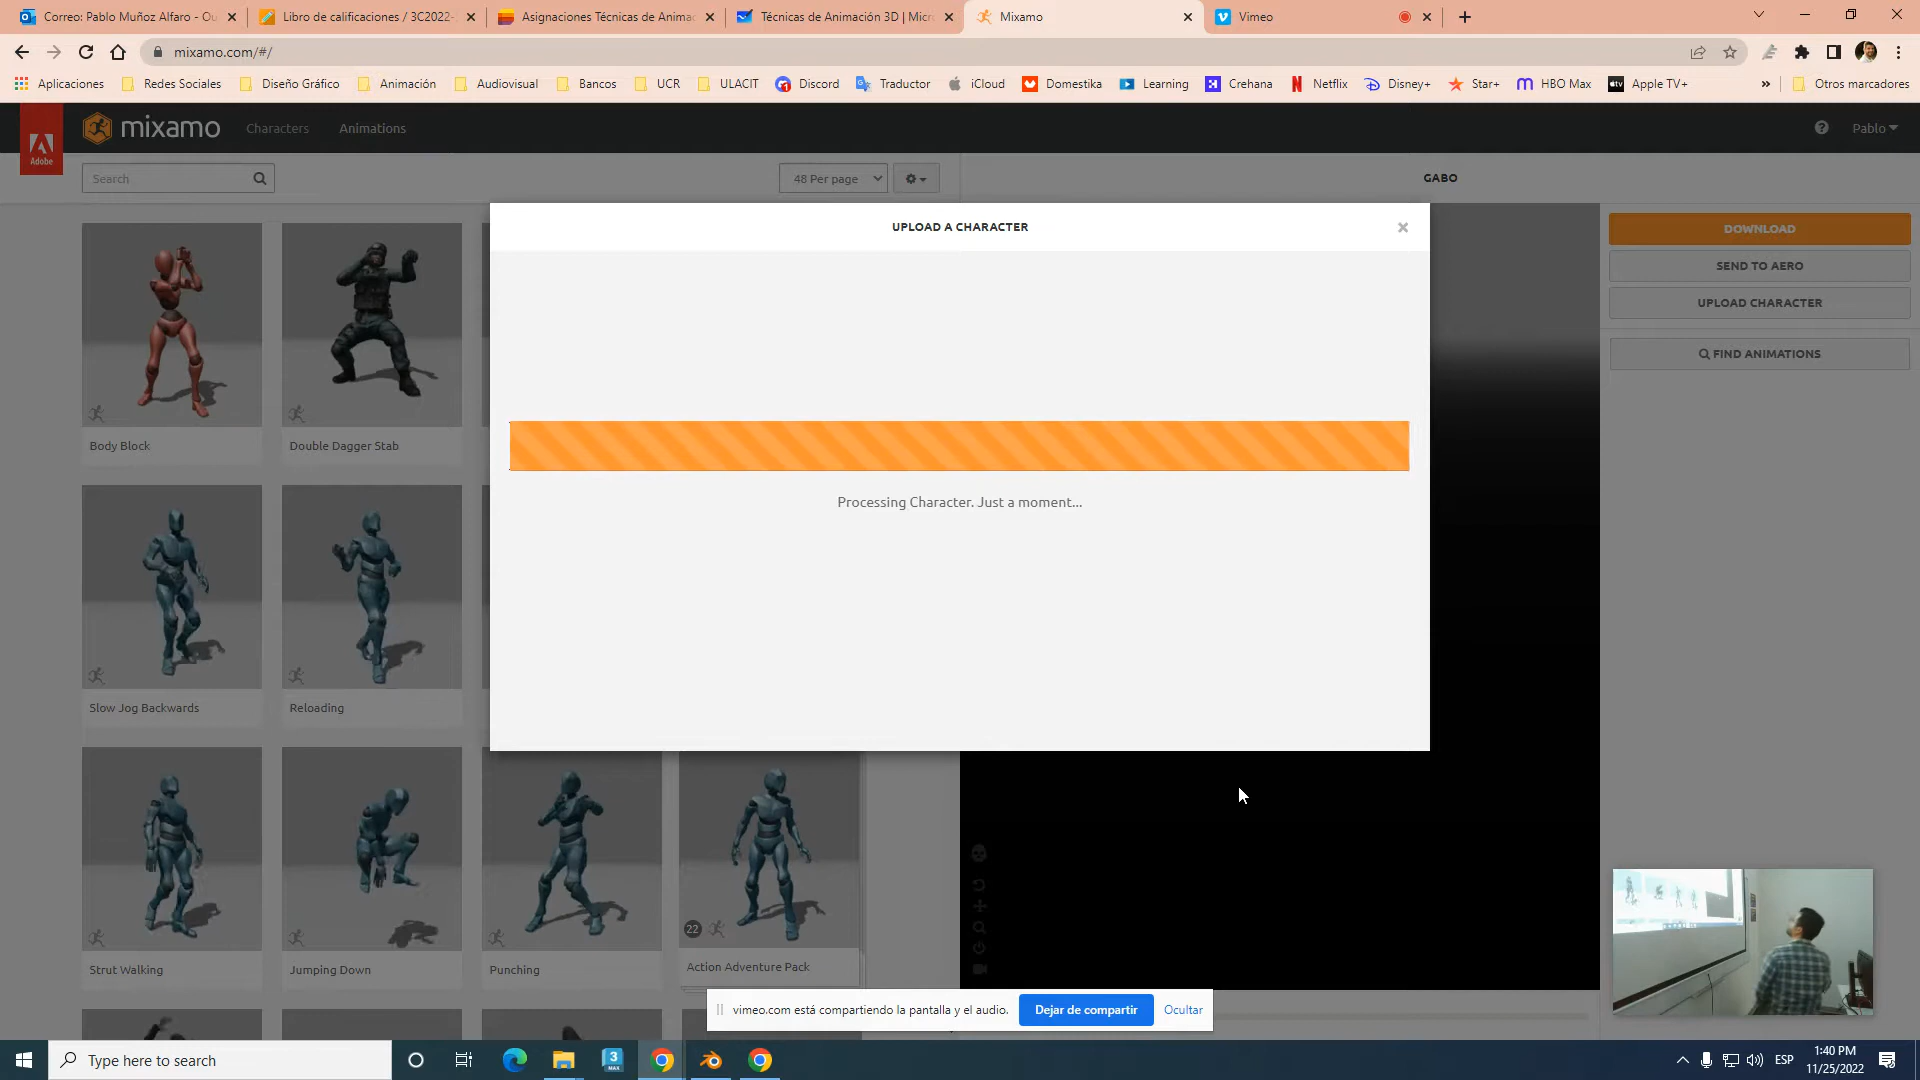 Correo: Pablo Muñoz Alfaro - Ou
Libro de calificaciones / 3C2022-
Asignaciones Técnicas de Animac
Técnicas de Animación 3D | Micr
Mixamo
Vimeo
mixamo.com/#/
Aplicaciones
Redes Sociales
Diseño Gráfico
Animación
Audiovisual
Bancos
UCR
ULACIT
Discord
Traductor
iCloud
Domestika
Learning
Crehana
Netflix
Disney+
Star+
HBO Max
Apple TV+
»
Otros marcadores
Adobe
mixamo
Characters
Animations
Pablo
Search
48 Per page
GABO
UPLOAD A CHARACTER
DOWNLOAD
SEND TO AERO
UPLOAD CHARACTER
FIND ANIMATIONS
Body Block
Double Dagger Stab
Processing Character. Just a moment...
Slow Jog Backwards
Reloading
22
Strut Walking
Jumping Down
Punching
Action Adventure Pack
vimeo.com está compartiendo la pantalla y el audio.
Dejar de compartir
Ocultar
Type here to search
3
MAX
ESP
1:40 PM
11/25/2022